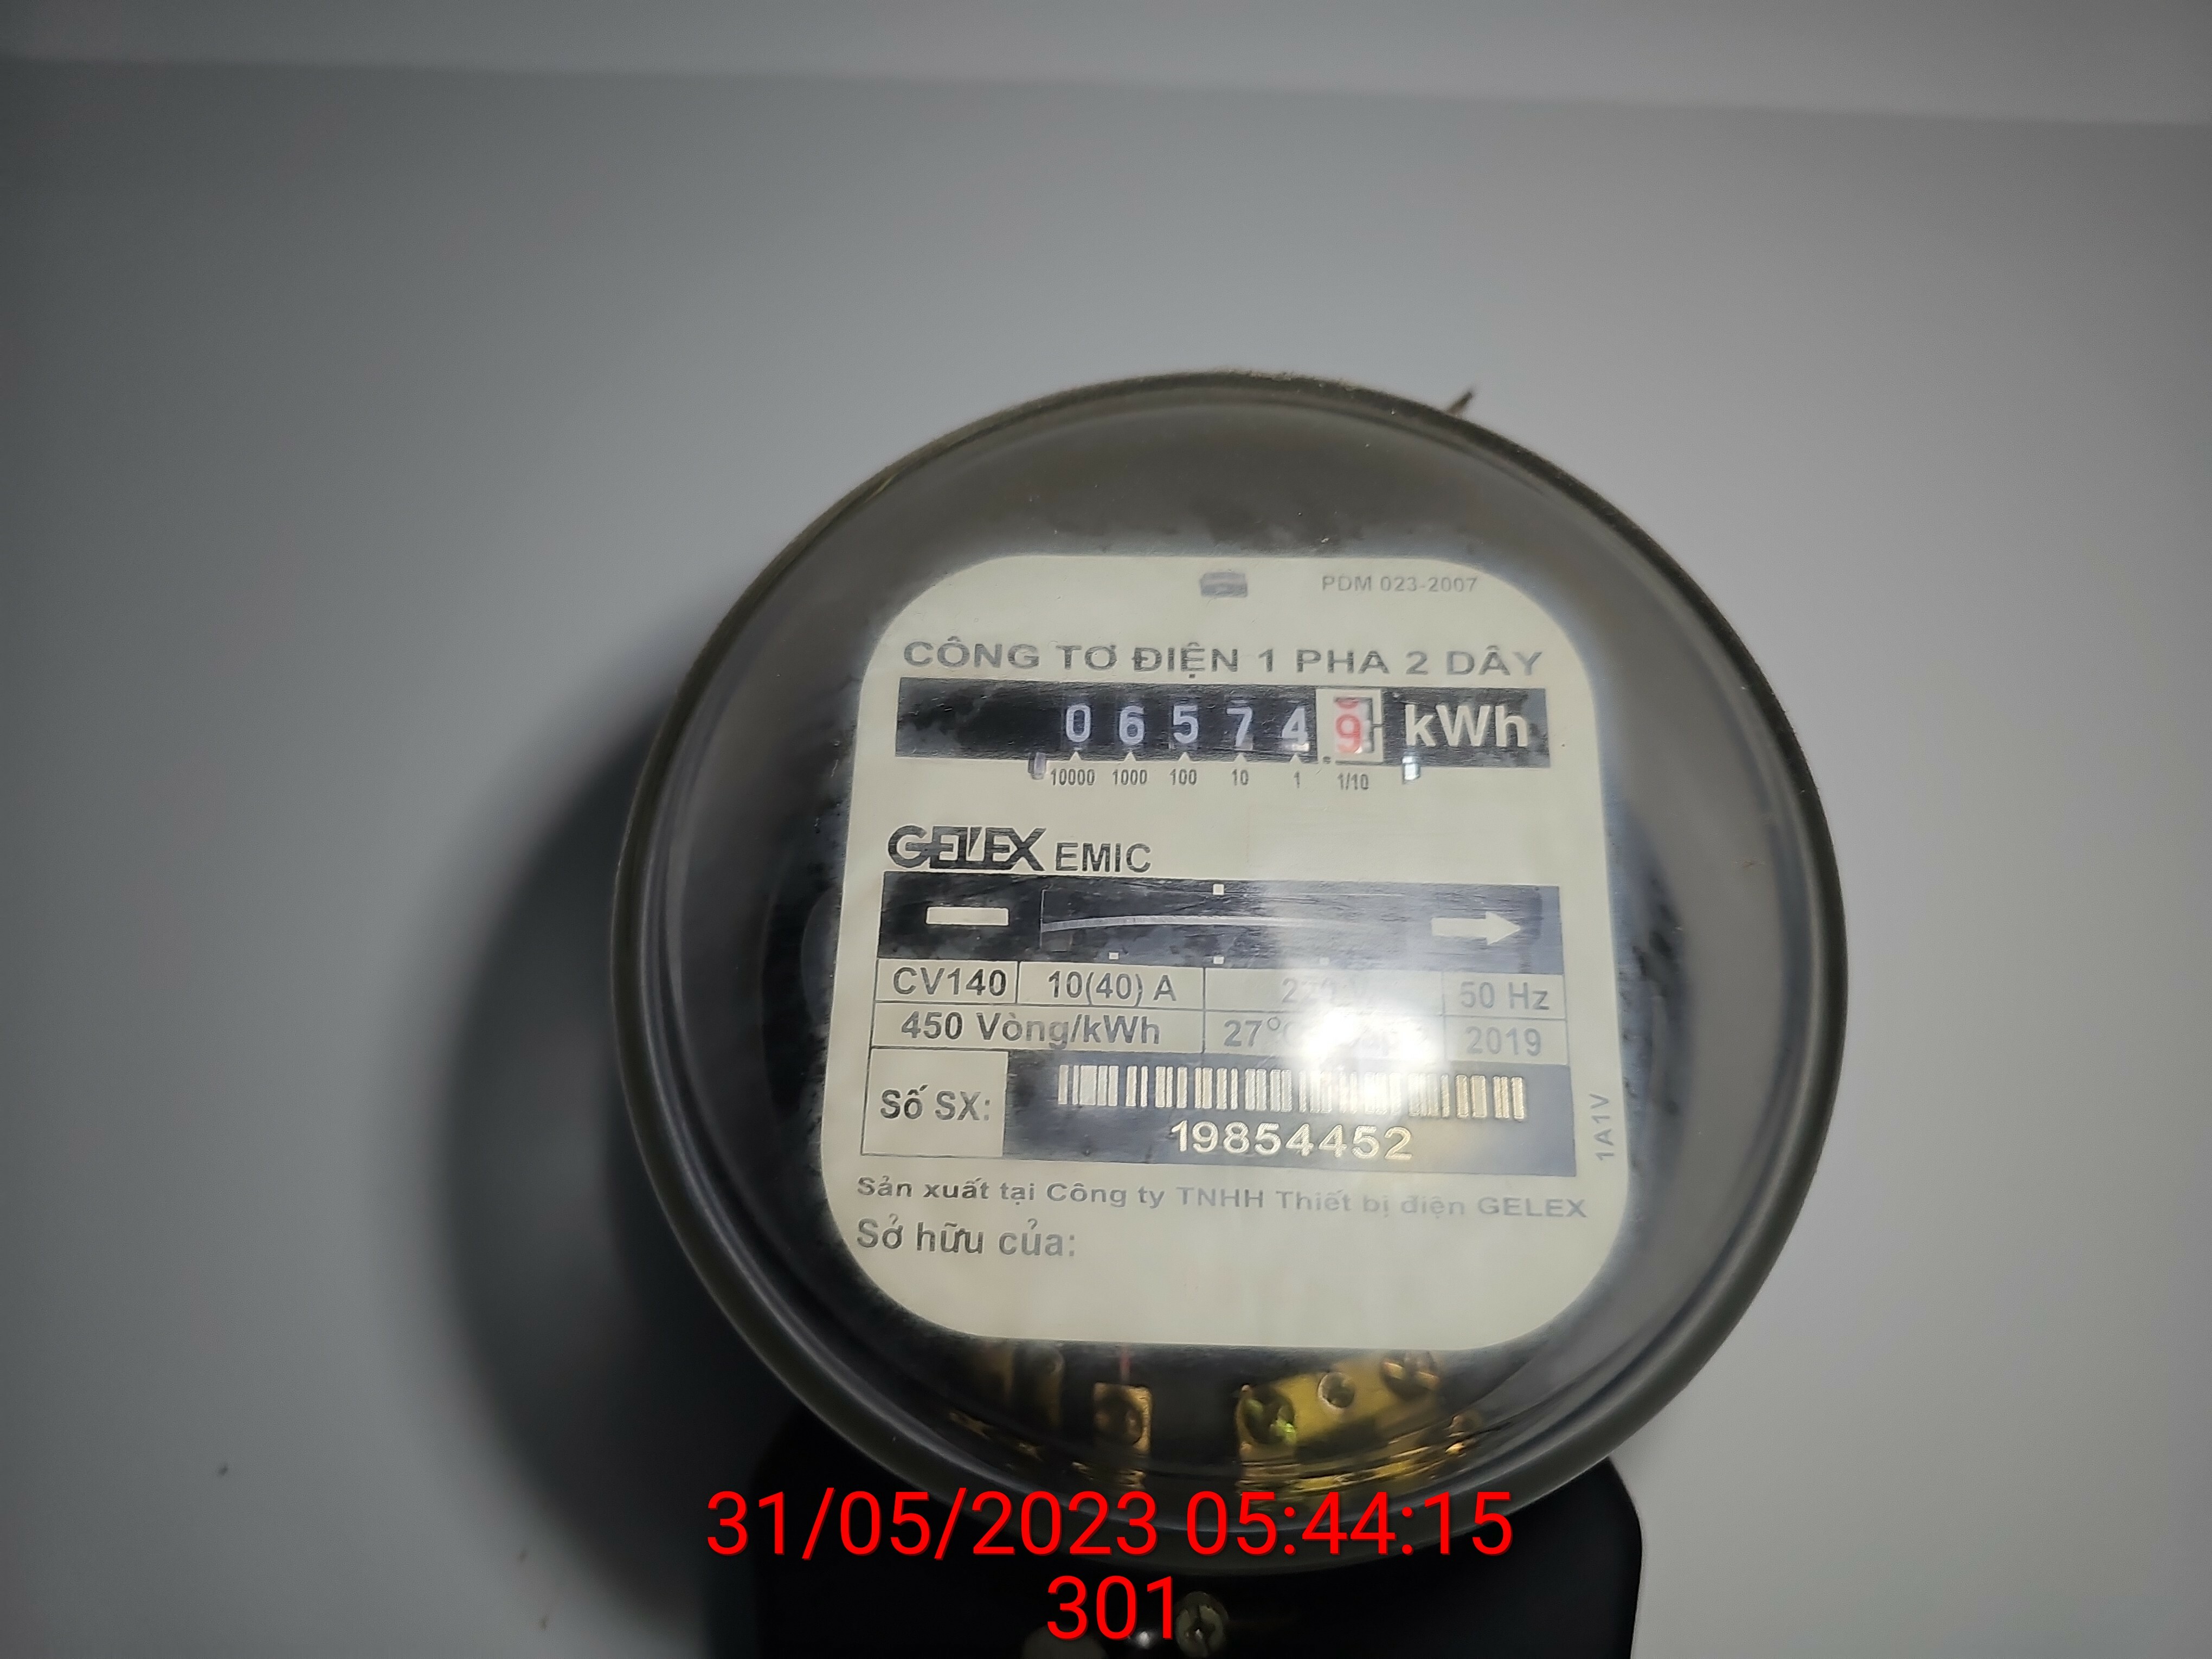 PDM 023-2007
CÔNG TƠ ĐIỆN 1 PHA 2 DÂY
0 6 5 7 4 9 kWh
10000 1000 100 10 1 1/10
GELEX EMIC
CV140 10(40) A 50 Hz
450 Vòng/kWh 2019
Số SX:
19854452
1A1V
Sản xuất tại Công ty TNHH Thiết bị điện GELEX
Sở hữu của:
31/05/2023 05:44:15
301